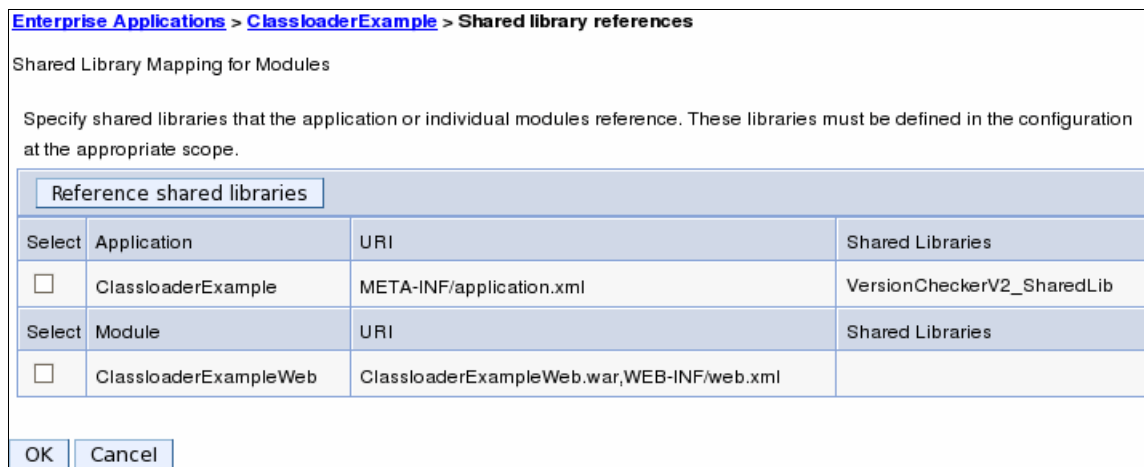 Enterprise Applications > ClassloaderExample > Shared library references
Shared Library Mapping for Modules
Specify shared libraries that the application or individual modules reference. These libraries must be defined in the configuration
at the appropriate scope.
Reference shared libraries
Select Application URI Shared Libraries
ClassloaderExample META-INF/application.xml VersionCheckerV2_SharedLib
Select Module URI Shared Libraries
ClassloaderExampleWeb ClassloaderExampleWeb.war,WEB-INF/web.xml
OK Cancel